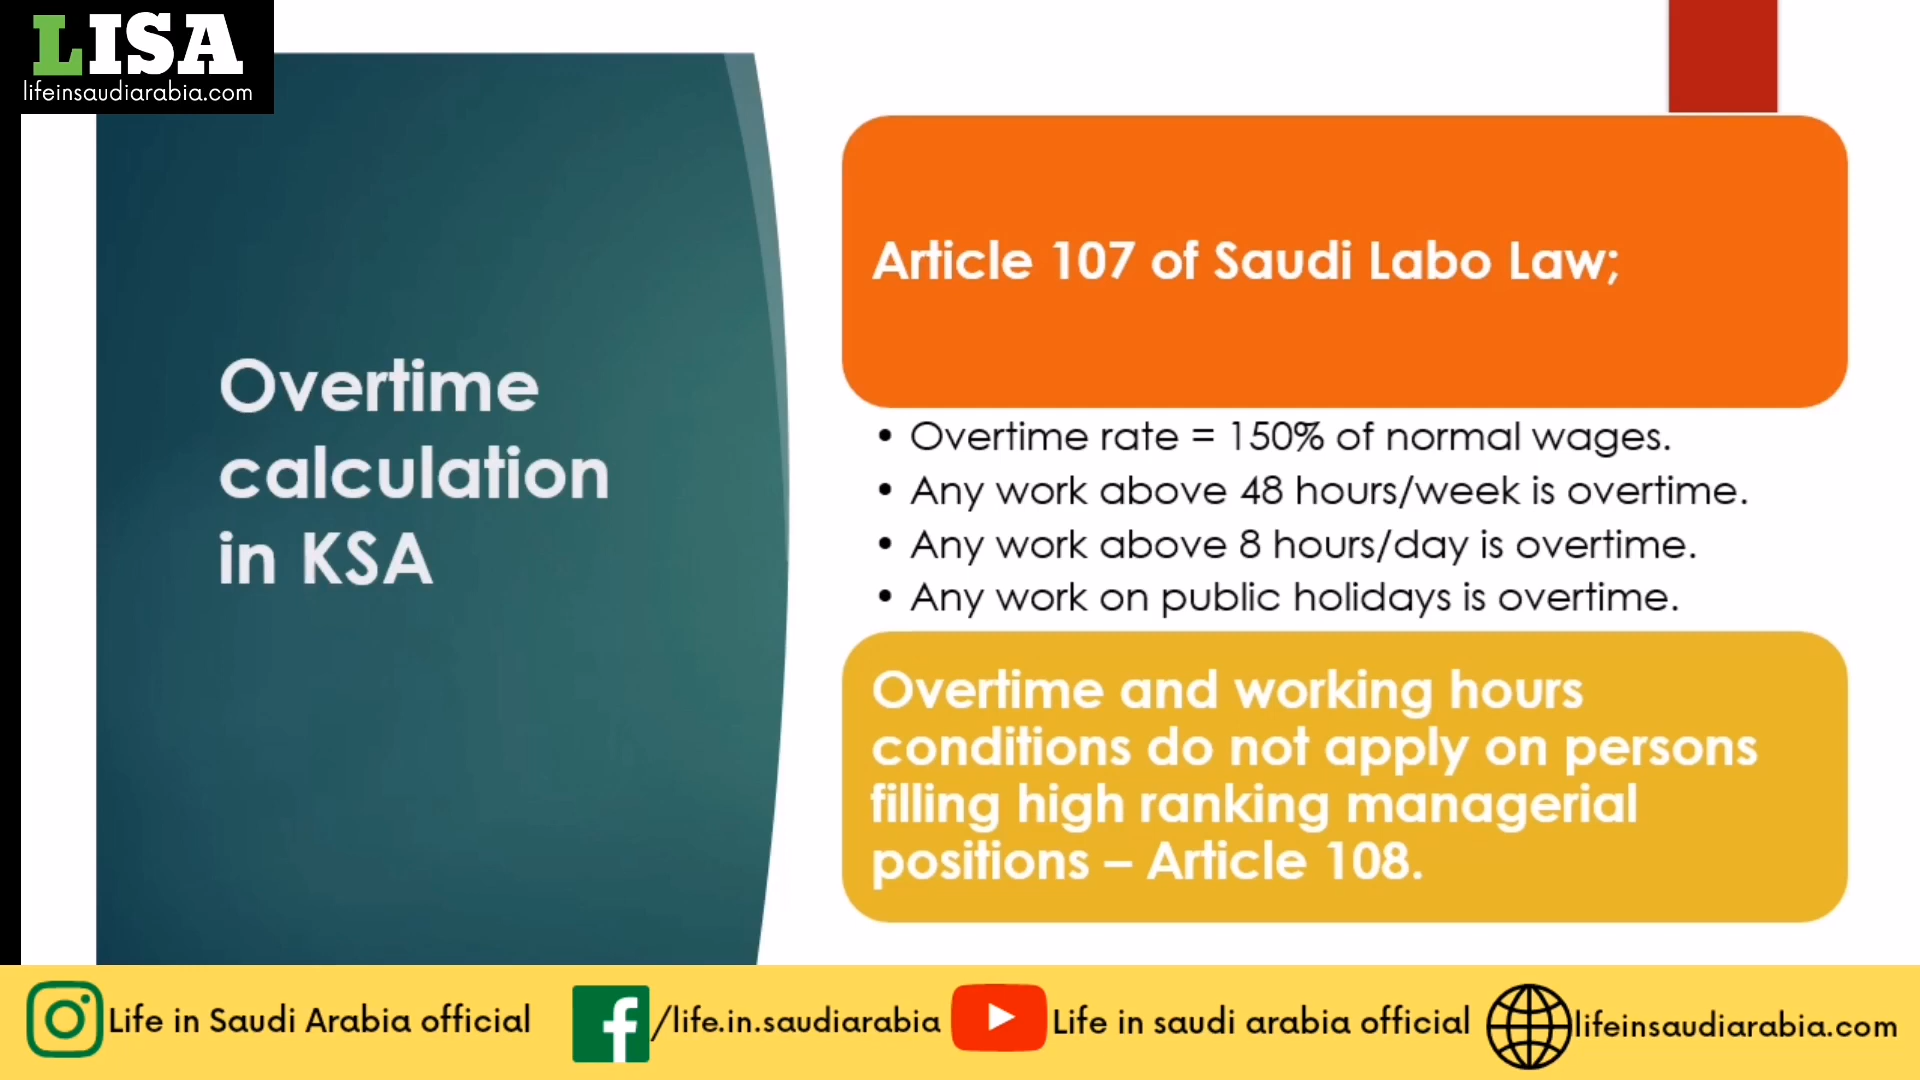 LISA
lifeinsaudiarabia.com
Overtime
calculation
in KSA
Article 107 of Saudi Labo Law;
• Overtime rate = 150% of normal wages.
• Any work above 48 hours/week is overtime.
• Any work above 8 hours/day is overtime.
• Any work on public holidays is overtime.
Overtime and working hours
conditions do not apply on persons
filling high ranking managerial
positions – Article 108.
Life in Saudi Arabia official
/life.in.saudiarabia
Life in saudi arabia official
lifeinsaudiarabia.com